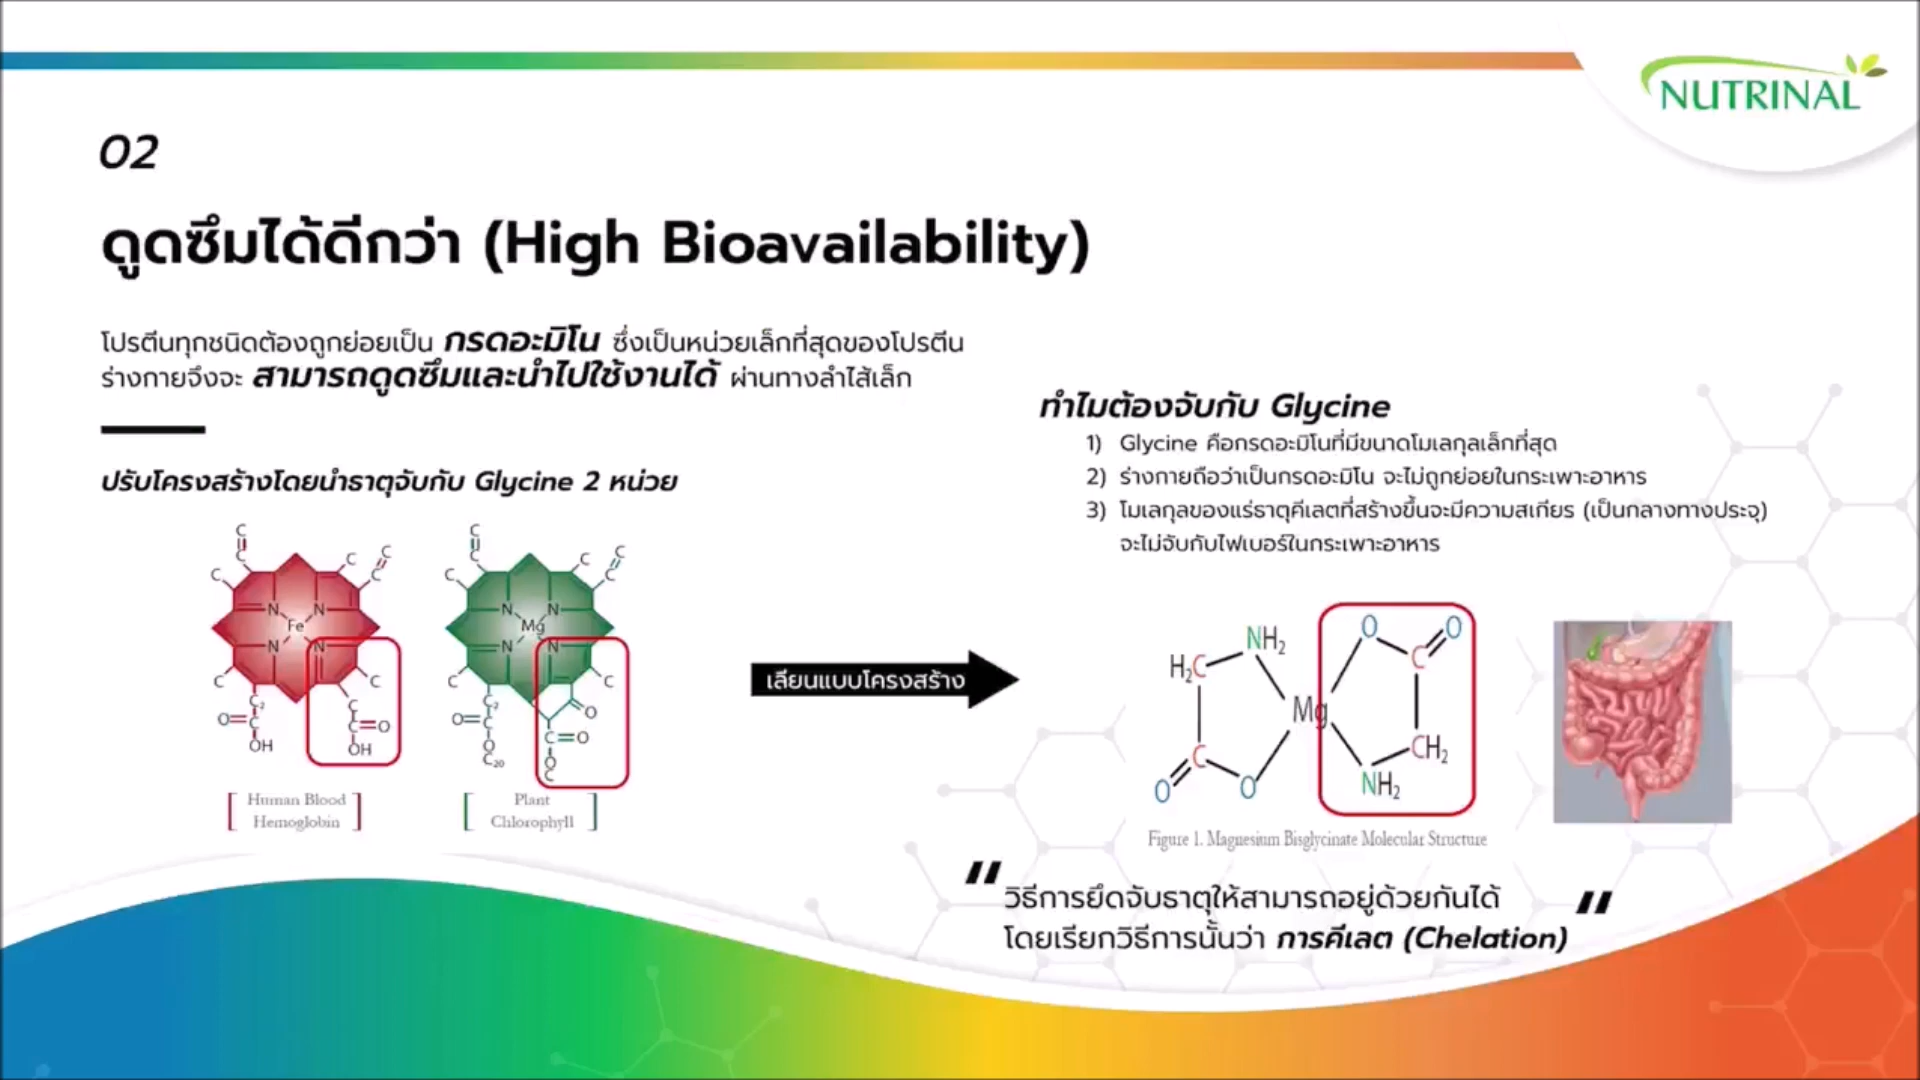 NUTRINAL
02
ดูดซึมได้ดีกว่า (High Bioavailability)
โปรตีนทุกชนิดต้องถูกย่อยเป็น กรดอะมิโน ซึ่งเป็นหน่วยเล็กที่สุดของโปรตีน
ร่างกายจึงจะ สามารถดูดซึมและนำไปใช้งานได้ ผ่านทางลำไส้เล็ก
ปรับโครงสร้างโดยนำธาตุจับกับ Glycine 2 หน่วย
C C C C C C
C C C C C C
N N N N
Fe Mg
N N N N
C C C C
C2 C C2 O
O=C C=O O=C C=O
OH OH O O
C20 C
Human Blood
Hemoglobin
Plant
Chlorophyll
เลียนแบบโครงสร้าง
ทำไมต้องจับกับ Glycine
1) Glycine คือกรดอะมิโนที่มีขนาดโมเลกุลเล็กที่สุด
2) ร่างกายถือว่าเป็นกรดอะมิโน จะไม่ถูกย่อยในกระเพาะอาหาร
3) โมเลกุลของแร่ธาตุคีเลตที่สร้างขึ้นจะมีความสเถียร (เป็นกลางทางประจุ)
จะไม่จับกับไฟเบอร์ในกระเพาะอาหาร
NH2 O O
H2C C
Mg
C CH2
O O NH2
Figure 1. Magnesium Bisglycinate Molecular Structure
“วิธีการยึดจับธาตุให้สามารถอยู่ด้วยกันได้
โดยเรียกวิธีการนั้นว่า การคีเลต (Chelation)”